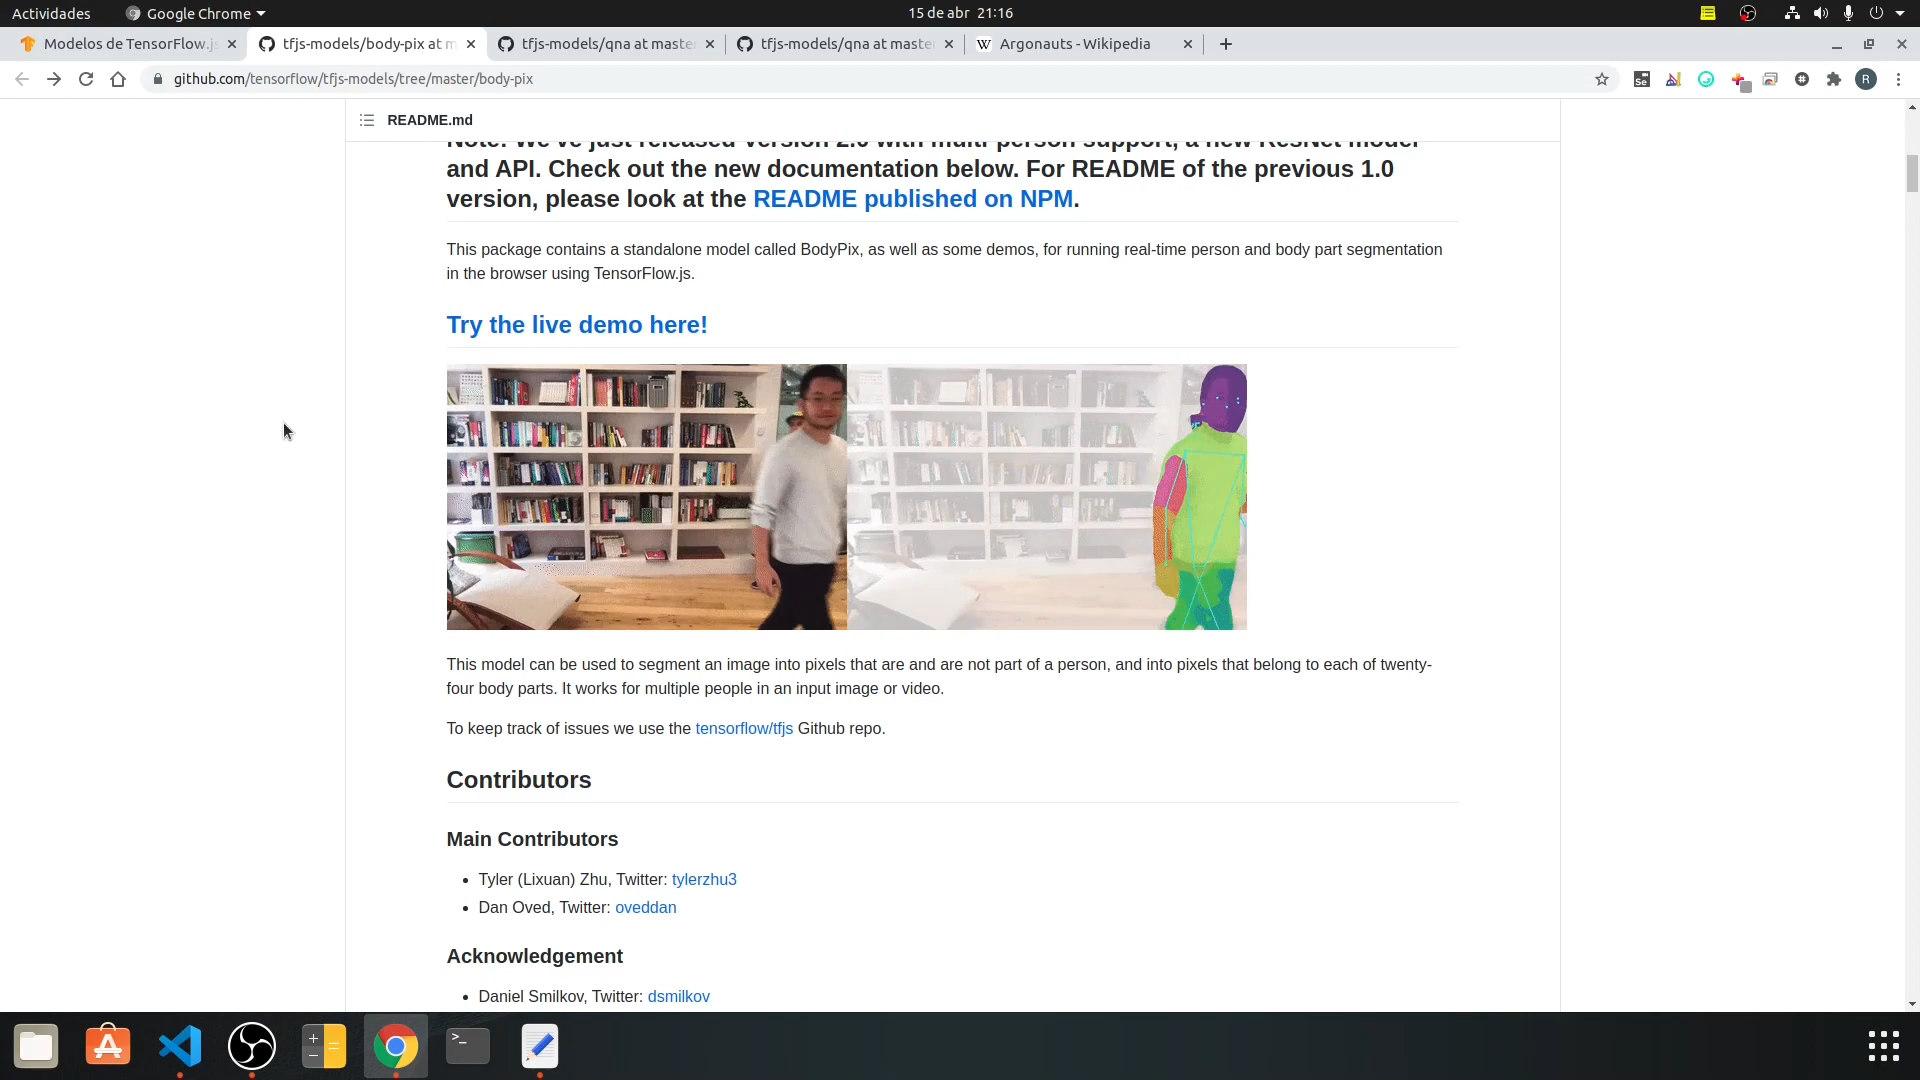 Actividades
Google Chrome
15 de abr 21:16
Modelos de TensorFlow.js
tfjs-models/body-pix at m
tfjs-models/qna at maste
tfjs-models/qna at maste
Argonauts - Wikipedia
github.com/tensorflow/tfjs-models/tree/master/body-pix
Se
R
README.md
Note: We've just released Version 2.0 with multi-person support, a new ResNet model
and API. Check out the new documentation below. For README of the previous 1.0
version, please look at the README published on NPM.
This package contains a standalone model called BodyPix, as well as some demos, for running real-time person and body part segmentation
in the browser using TensorFlow.js.
Try the live demo here!
This model can be used to segment an image into pixels that are and are not part of a person, and into pixels that belong to each of twenty-
four body parts. It works for multiple people in an input image or video.
To keep track of issues we use the tensorflow/tfjs Github repo.
Contributors
Main Contributors
Tyler (Lixuan) Zhu, Twitter: tylerzhu3
Dan Oved, Twitter: oveddan
Acknowledgement
Daniel Smilkov, Twitter: dsmilkov